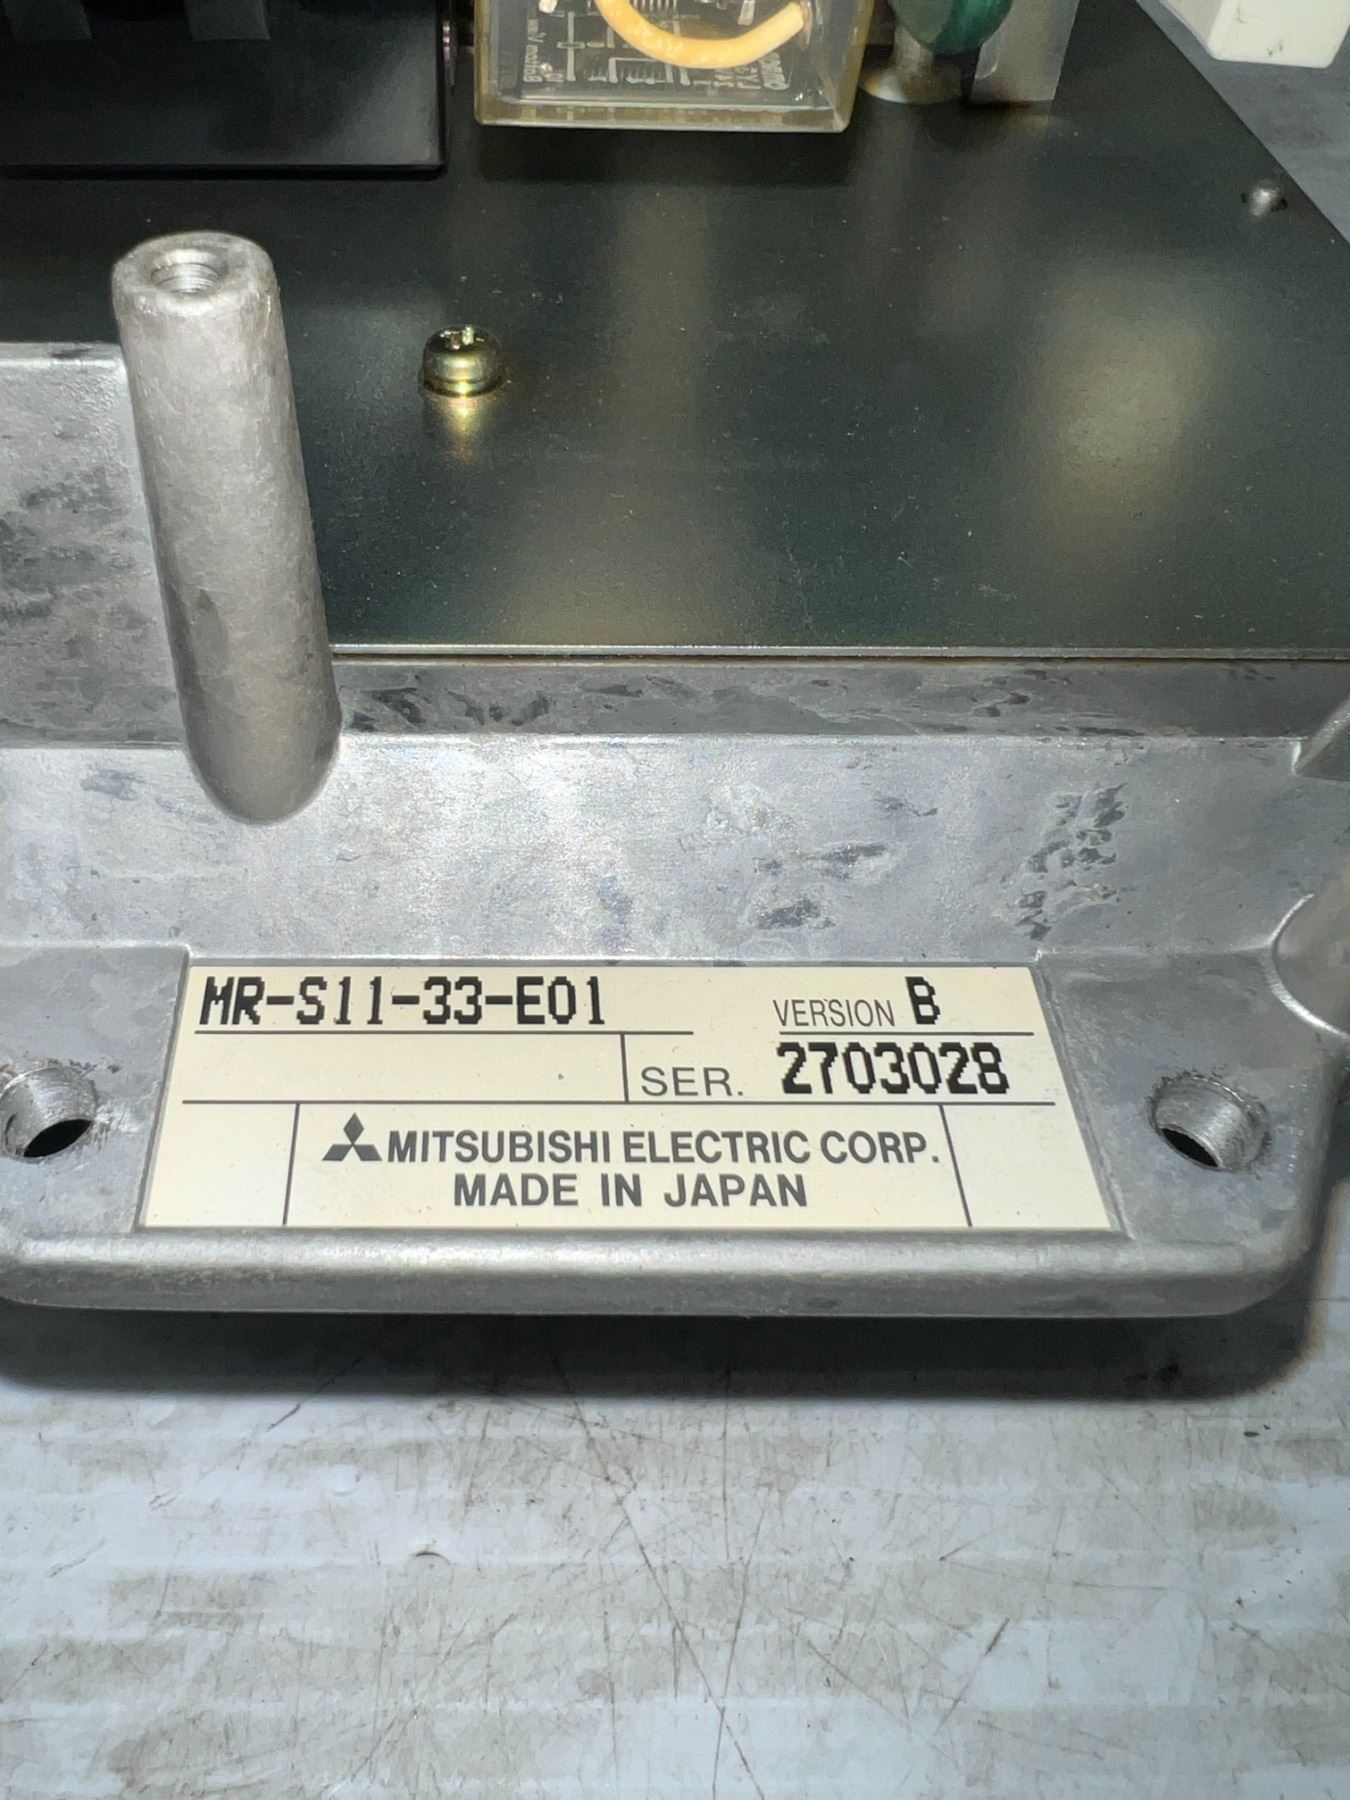 MR-S11-33-E01
VERSION B
SER. 2703028
MITSUBISHI ELECTRIC CORP.
MADE IN JAPAN